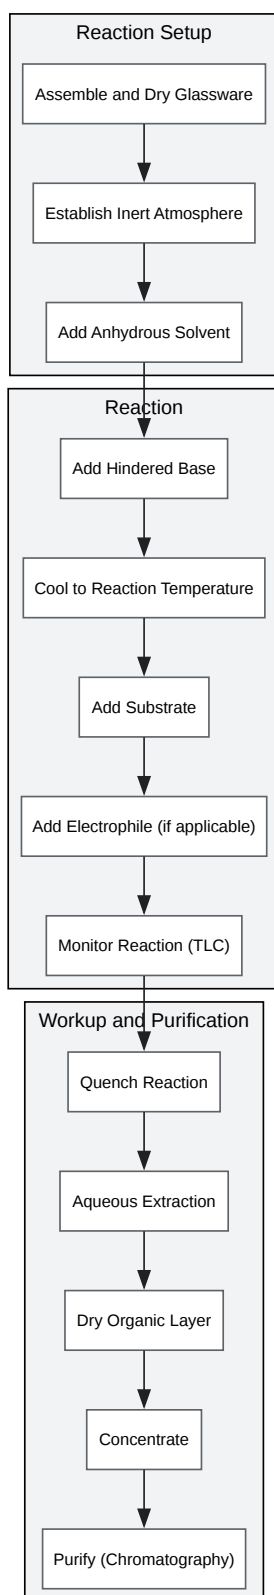 Reaction Setup
Assemble and Dry Glassware
Establish Inert Atmosphere
Add Anhydrous Solvent
Reaction
Add Hindered Base
Cool to Reaction Temperature
Add Substrate
Add Electrophile (if applicable)
Monitor Reaction (TLC)
Workup and Purification
Quench Reaction
Aqueous Extraction
Dry Organic Layer
Concentrate
Purify (Chromatography)